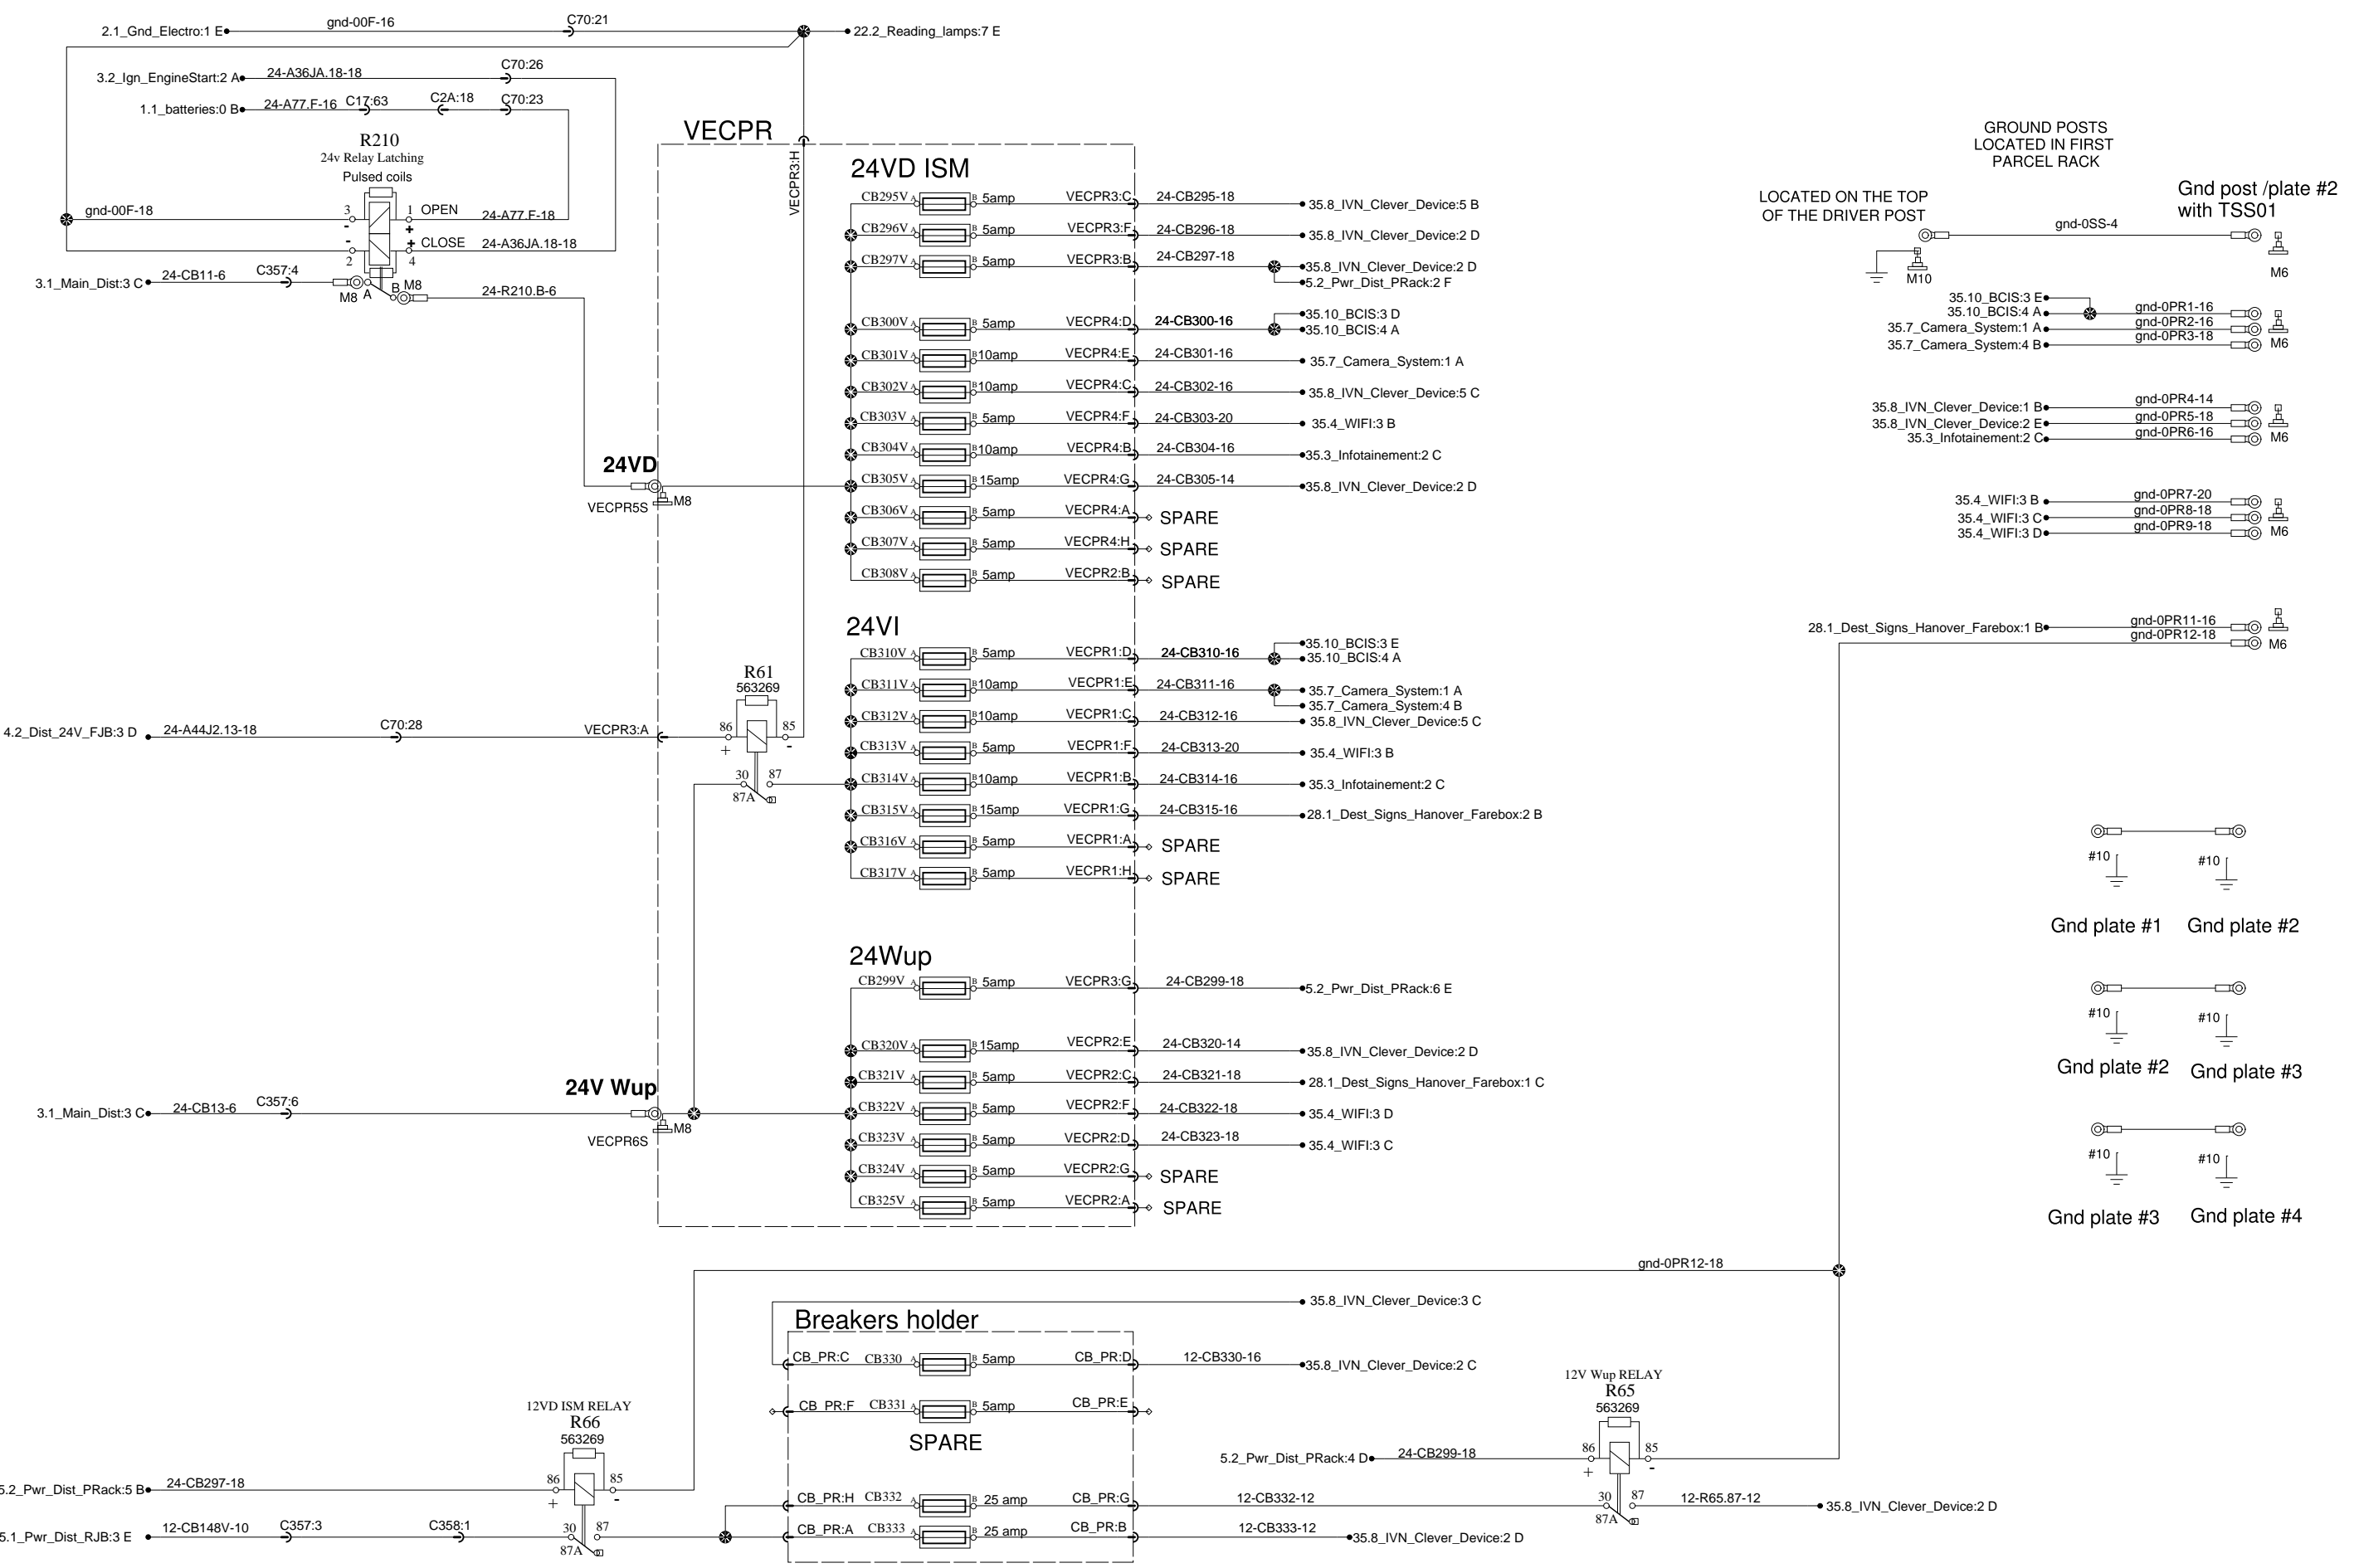 2.1_Gnd_Electro:1 E
gnd-00F-16
C70:21
22.2_Reading_lamps:7 E
3.2_Ign_EngineStart:2 A
24-A36JA.18-18
C70:26
1.1_batteries:0 B
24-A77.F-16
C17:63
C2A:18
C70:23
R210
24v Relay Latching
Pulsed coils
gnd-00F-18
3
-
1
+
OPEN
24-A77.F-18
-
2
+
4
CLOSE
24-A36JA.18-18
3.1_Main_Dist:3 C
24-CB11-6
C357:4
M8
A
B
M8
24-R210.B-6
24VD
VECPR5S
M8
VECPR
VECPR3:H
24VD ISM
CB295V A B 5amp VECPR3:C 24-CB295-18 35.8_IVN_Clever_Device:5 B
CB296V A B 5amp VECPR3:F 24-CB296-18 35.8_IVN_Clever_Device:2 D
CB297V A B 5amp VECPR3:B 24-CB297-18 35.8_IVN_Clever_Device:2 D
5.2_Pwr_Dist_PRack:2 F
35.10_BCIS:3 D
CB300V A B 5amp VECPR4:D 24-CB300-16 35.10_BCIS:4 A
CB301V A B 10amp VECPR4:E 24-CB301-16 35.7_Camera_System:1 A
CB302V A B 10amp VECPR4:C 24-CB302-16 35.8_IVN_Clever_Device:5 C
CB303V A B 5amp VECPR4:F 24-CB303-20 35.4_WIFI:3 B
CB304V A B 10amp VECPR4:B 24-CB304-16 35.3_Infotainement:2 C
CB305V A B 15amp VECPR4:G 24-CB305-14 35.8_IVN_Clever_Device:2 D
CB306V A B 5amp VECPR4:A SPARE
CB307V A B 5amp VECPR4:H SPARE
CB308V A B 5amp VECPR2:B SPARE
24VI
35.10_BCIS:3 E
CB310V A B 5amp VECPR1:D 24-CB310-16 35.10_BCIS:4 A
CB311V A B 10amp VECPR1:E 24-CB311-16 35.7_Camera_System:1 A
35.7_Camera_System:4 B
CB312V A B 10amp VECPR1:C 24-CB312-16 35.8_IVN_Clever_Device:5 C
CB313V A B 5amp VECPR1:F 24-CB313-20 35.4_WIFI:3 B
CB314V A B 10amp VECPR1:B 24-CB314-16 35.3_Infotainement:2 C
CB315V A B 15amp VECPR1:G 24-CB315-16 28.1_Dest_Signs_Hanover_Farebox:2 B
CB316V A B 5amp VECPR1:A SPARE
CB317V A B 5amp VECPR1:H SPARE
4.2_Dist_24V_FJB:3 D
24-A44J2.13-18
C70:28
VECPR3:A
R61
563269
86
+
85
-
30
87
87A
24Wup
CB299V A B 5amp VECPR3:G 24-CB299-18 5.2_Pwr_Dist_PRack:6 E
CB320V A B 15amp VECPR2:E 24-CB320-14 35.8_IVN_Clever_Device:2 D
CB321V A B 5amp VECPR2:C 24-CB321-18 28.1_Dest_Signs_Hanover_Farebox:1 C
CB322V A B 5amp VECPR2:F 24-CB322-18 35.4_WIFI:3 D
CB323V A B 5amp VECPR2:D 24-CB323-18 35.4_WIFI:3 C
CB324V A B 5amp VECPR2:G SPARE
CB325V A B 5amp VECPR2:A SPARE
24V Wup
3.1_Main_Dist:3 C
24-CB13-6
C357:6
VECPR6S
M8
GROUND POSTS
LOCATED IN FIRST
PARCEL RACK
LOCATED ON THE TOP
OF THE DRIVER POST
Gnd post /plate #2
with TSS01
gnd-0SS-4
M10
M6
35.10_BCIS:3 E
35.10_BCIS:4 A gnd-0PR1-16
35.7_Camera_System:1 A gnd-0PR2-16
35.7_Camera_System:4 B gnd-0PR3-18
M6
35.8_IVN_Clever_Device:1 B gnd-0PR4-14
35.8_IVN_Clever_Device:2 E gnd-0PR5-18
35.3_Infotainement:2 C gnd-0PR6-16
M6
35.4_WIFI:3 B gnd-0PR7-20
35.4_WIFI:3 C gnd-0PR8-18
35.4_WIFI:3 D gnd-0PR9-18
M6
28.1_Dest_Signs_Hanover_Farebox:1 B gnd-0PR11-16
gnd-0PR12-18
M6
#10
#10
Gnd plate #1
Gnd plate #2
#10
#10
Gnd plate #2
Gnd plate #3
#10
#10
Gnd plate #3
Gnd plate #4
gnd-0PR12-18
35.8_IVN_Clever_Device:3 C
Breakers holder
CB_PR:C CB330 A B 5amp CB_PR:D 12-CB330-16 35.8_IVN_Clever_Device:2 C
CB_PR:F CB331 A B 5amp CB_PR:E
SPARE
CB_PR:H CB332 A B 25 amp CB_PR:G 12-CB332-12
CB_PR:A CB333 A B 25 amp CB_PR:B 12-CB333-12 35.8_IVN_Clever_Device:2 D
12VD ISM RELAY
R66
563269
5.2_Pwr_Dist_PRack:5 B
24-CB297-18
86
+
85
-
5.1_Pwr_Dist_RJB:3 E
12-CB148V-10
C357:3
C358:1
30
87
87A
12V Wup RELAY
R65
563269
5.2_Pwr_Dist_PRack:4 D
24-CB299-18
86
+
85
-
30
87
87A
12-R65.87-12
35.8_IVN_Clever_Device:2 D